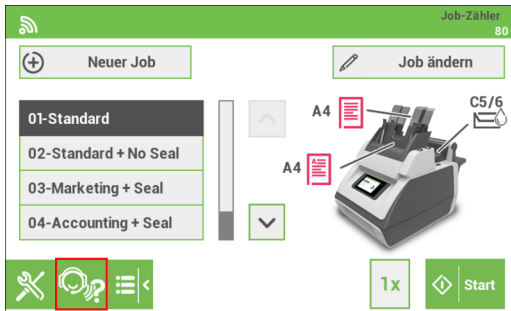 Job-Zähler
80
Neuer Job
Job ändern
01-Standard
02-Standard + No Seal
03-Marketing + Seal
04-Accounting + Seal
A4
A4
C5/6
?
1x
Start